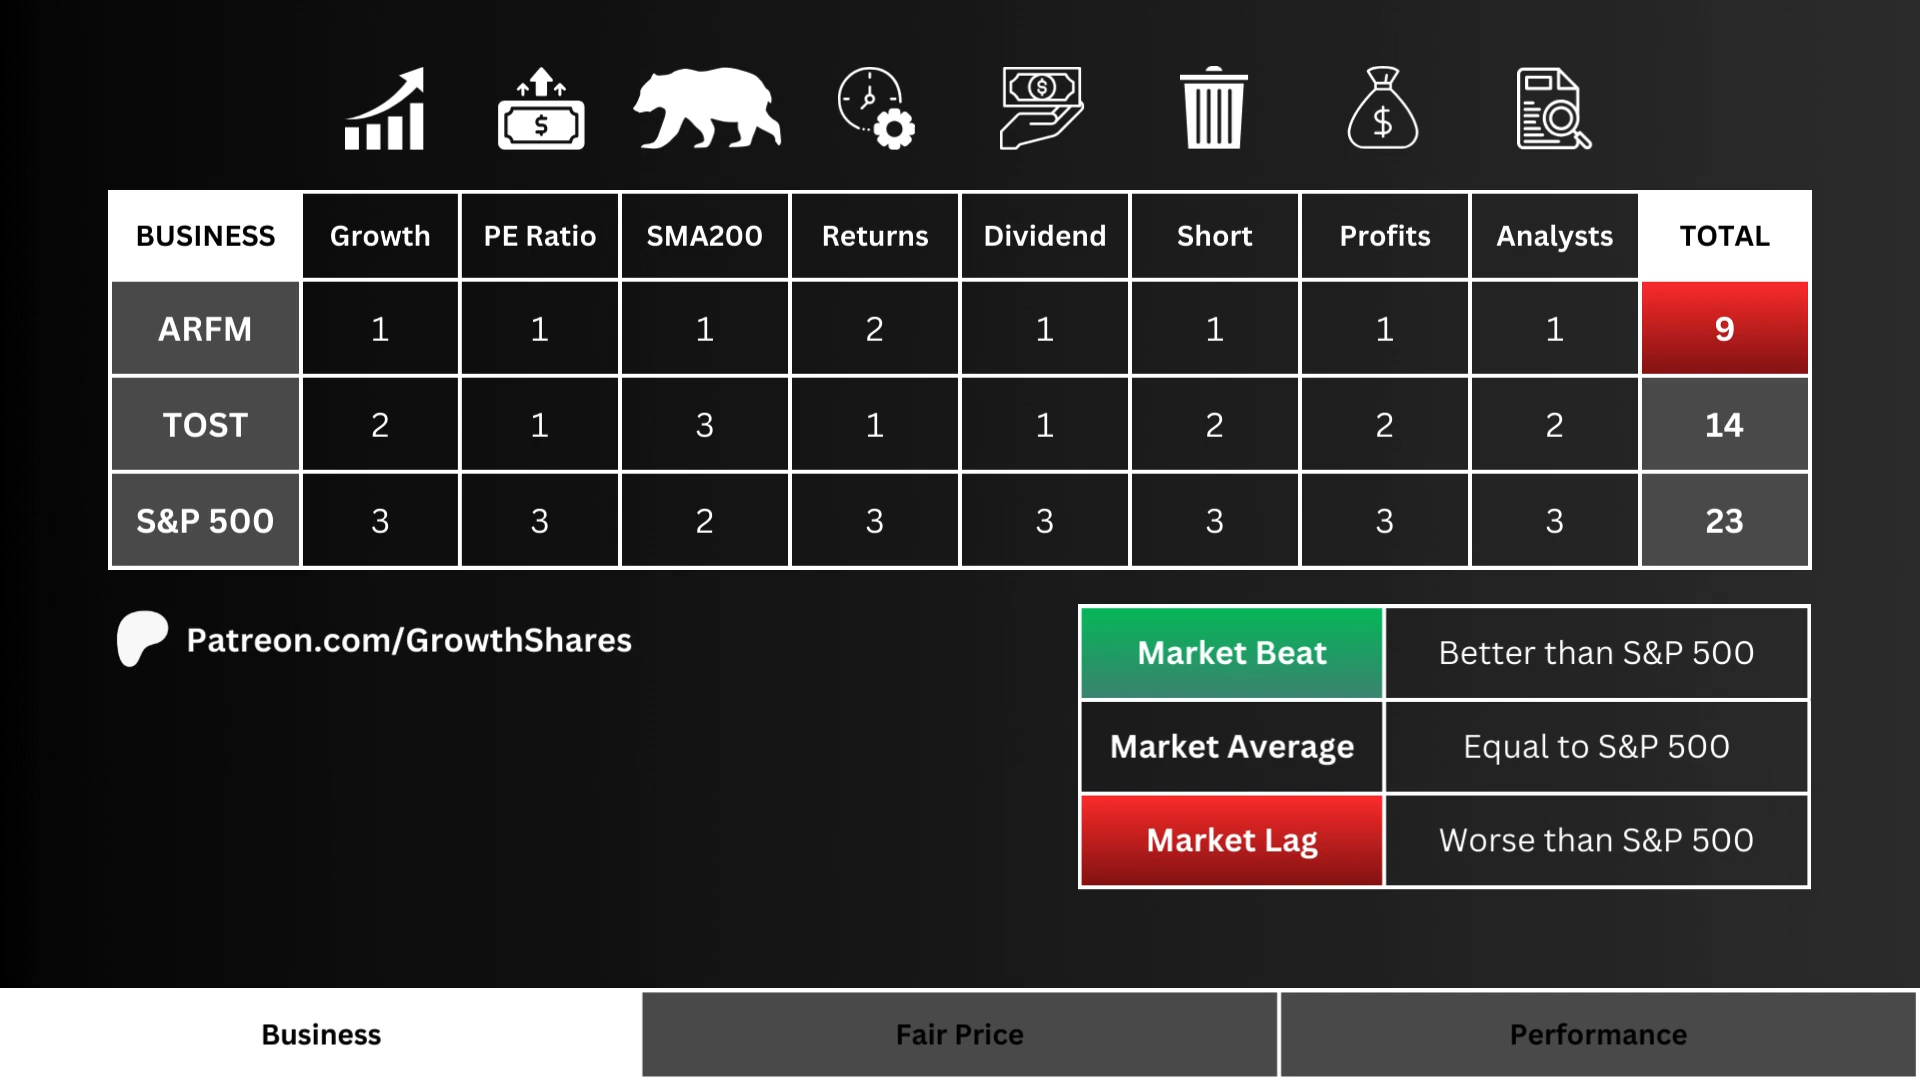 BUSINESS Growth PE Ratio SMA200 Returns Dividend Short Profits Analysts TOTAL
ARFM 1 1 1 2 1 1 1 1 9
TOST 2 1 3 1 1 2 2 2 14
S&P 500 3 3 2 3 3 3 3 3 23
Patreon.com/GrowthShares
Market Beat Better than S&P 500
Market Average Equal to S&P 500
Market Lag Worse than S&P 500
Business Fair Price Performance